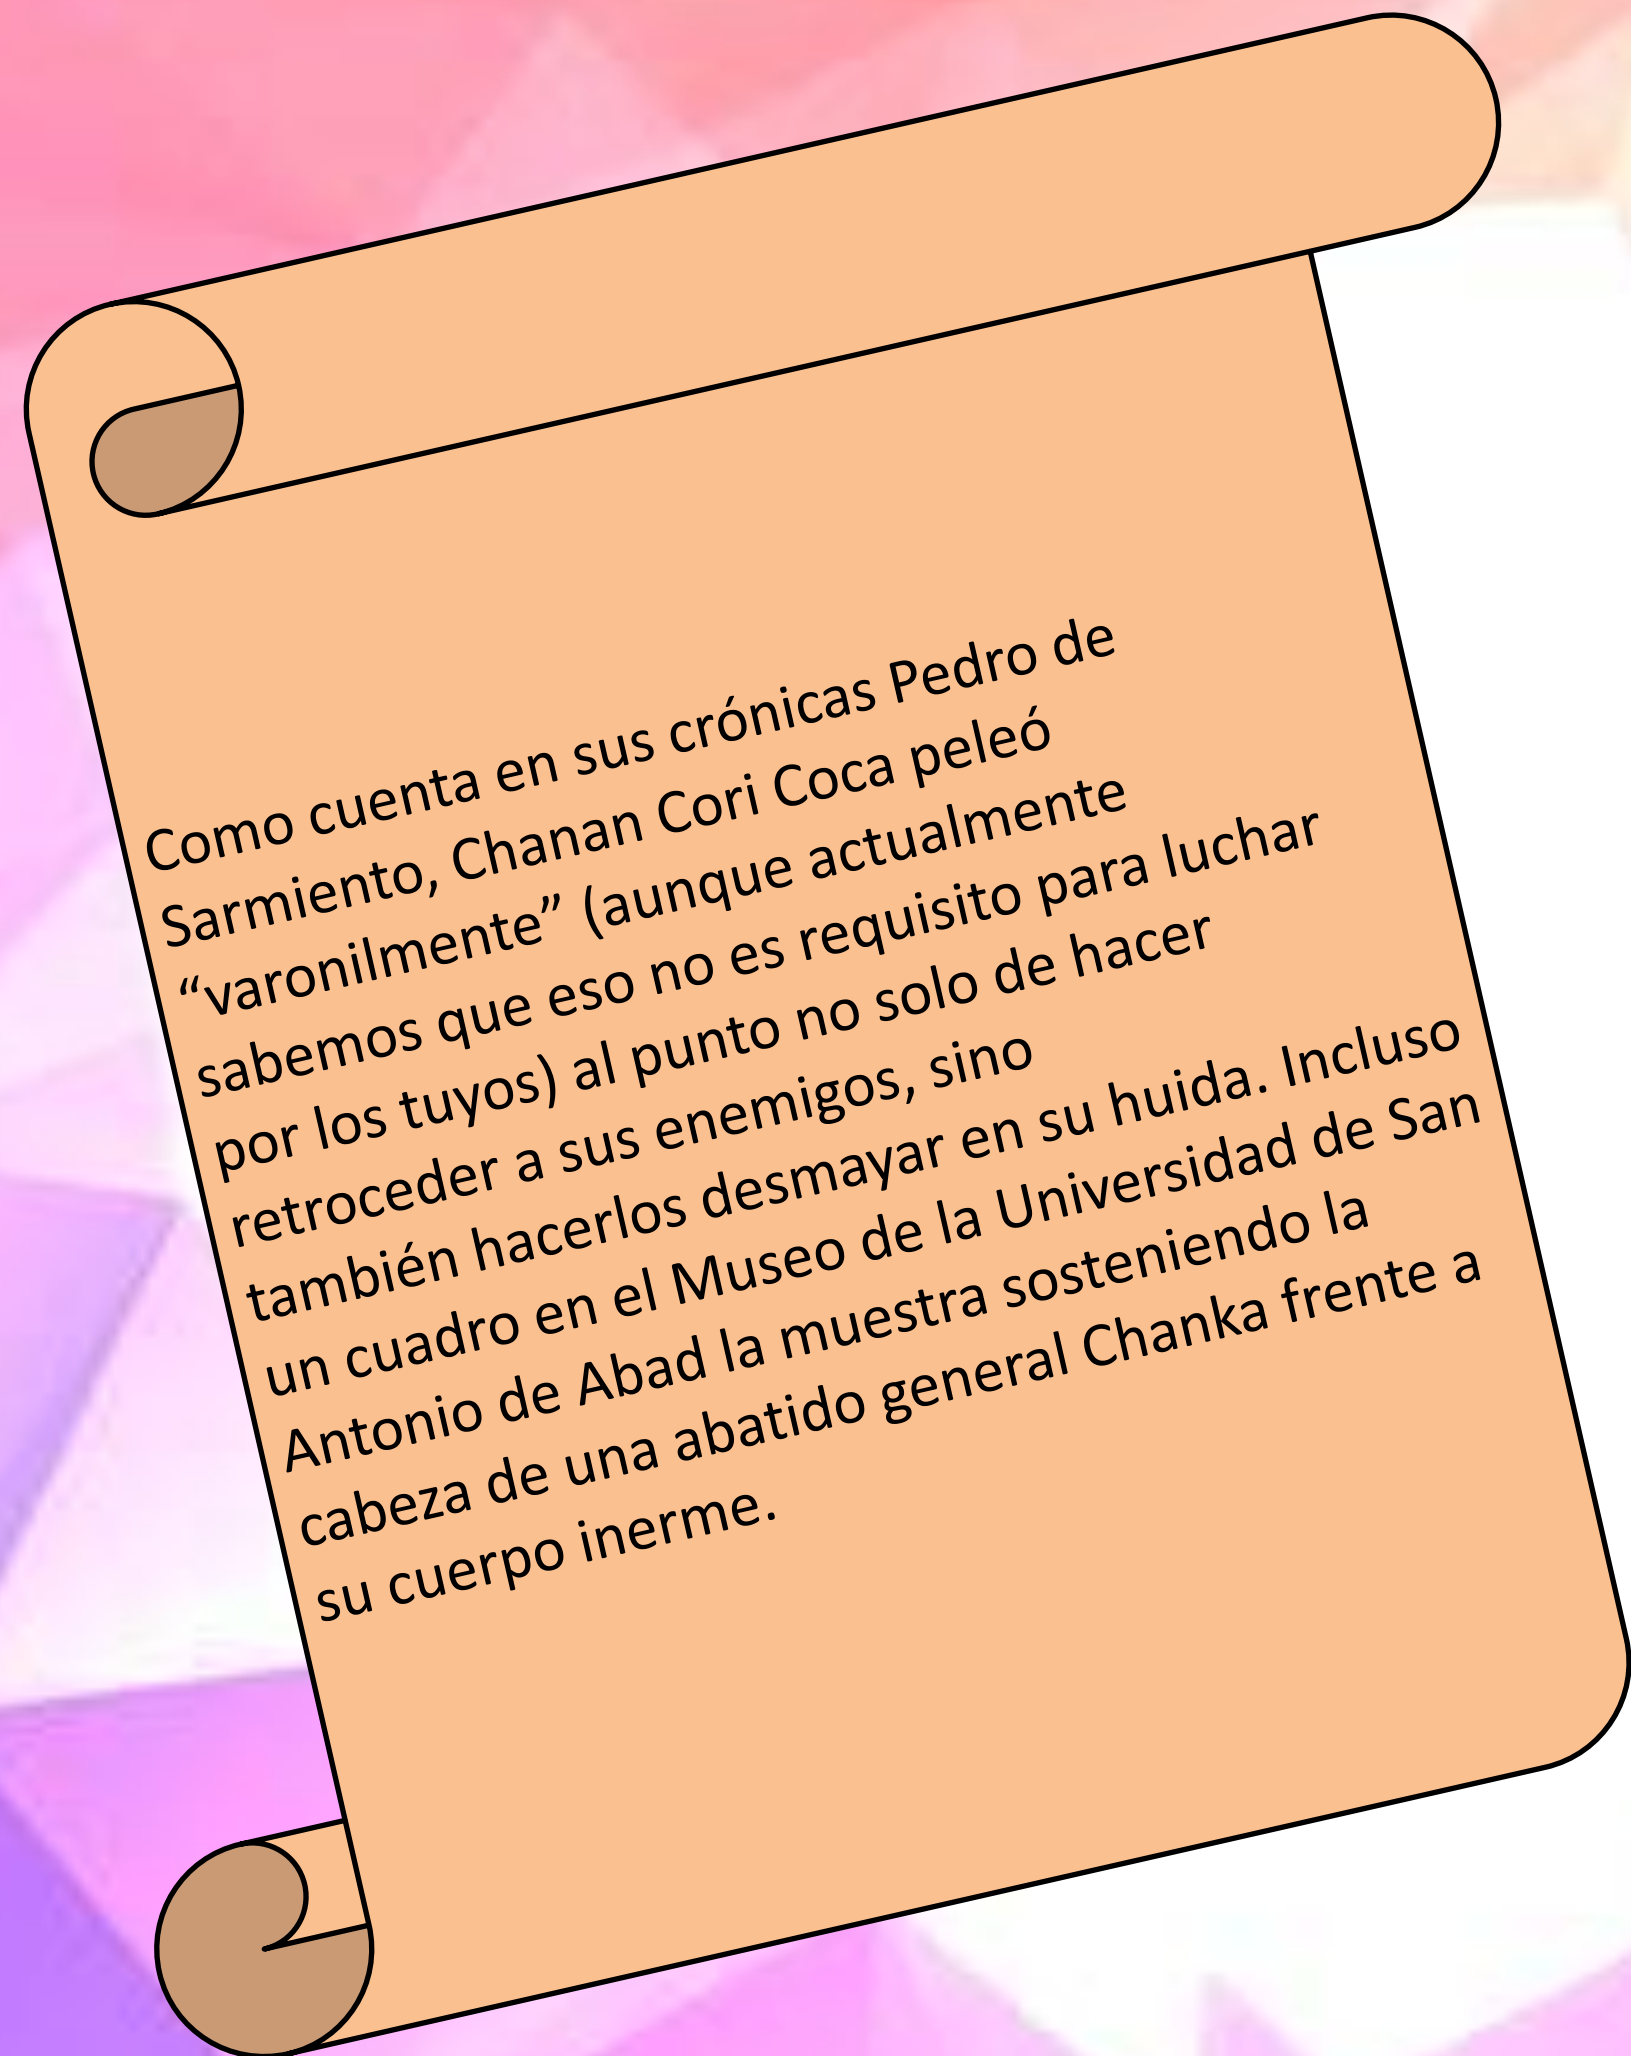 Como cuenta en sus crónicas Pedro de
Sarmiento, Chanan Cori Coca peleó
“varonilmente” (aunque actualmente
sabemos que eso no es requisito para luchar
por los tuyos) al punto no solo de hacer
retroceder a sus enemigos, sino
también hacerlos desmayar en su huida. Incluso
un cuadro en el Museo de la Universidad de San
Antonio de Abad la muestra sosteniendo la
cabeza de una abatido general Chanka frente a
su cuerpo inerme.